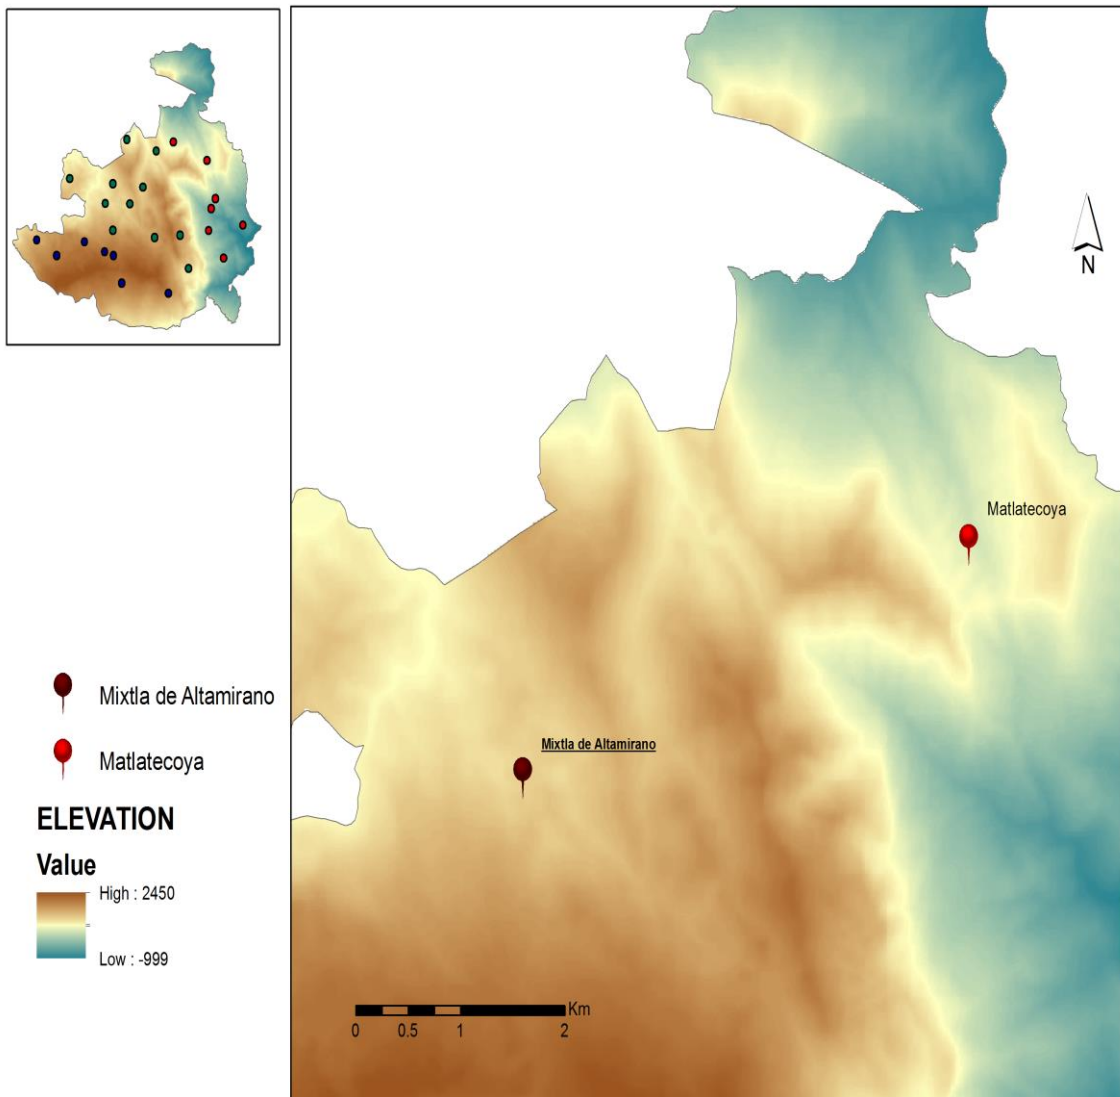 N
Matlatecoya
Mixtla de Altamirano
Mixtla de Altamirano
Matlatecoya
ELEVATION
Value
High : 2450
Low : -999
Km
0 0.5 1 2